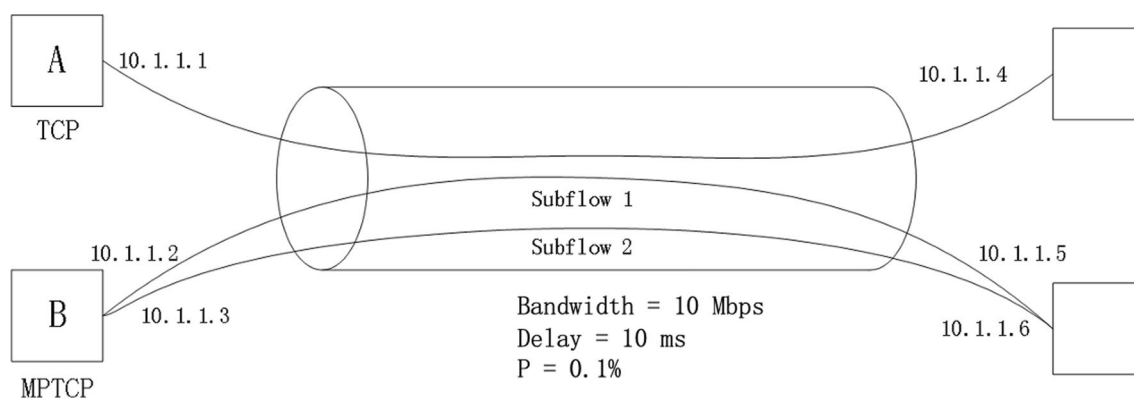 A
10.1.1.1
10.1.1.4
TCP
Subflow 1
Subflow 2
10.1.1.2
10.1.1.5
B
10.1.1.3
10.1.1.6
Bandwidth = 10 Mbps
Delay = 10 ms
P = 0.1%
MPTCP